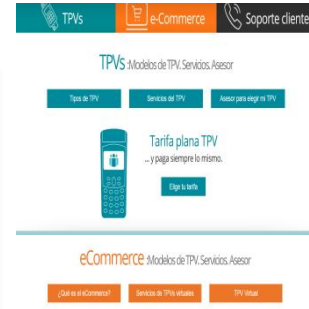 TPVs
e-Commerce
Soporte cliente
TPVs :Modelos de TPV. Servicios. Asesor
Tipos de TPV
Servicios del TPV
Asesor para elegir mi TPV
Tarifa plana TPV
... y paga siempre lo mismo.
Elige tu tarifa
eCommerce :Modelos de TPV. Servicios. Asesor
¿Qué es el eCommerce?
Servicios de TPVs virtuales
TPV Virtual